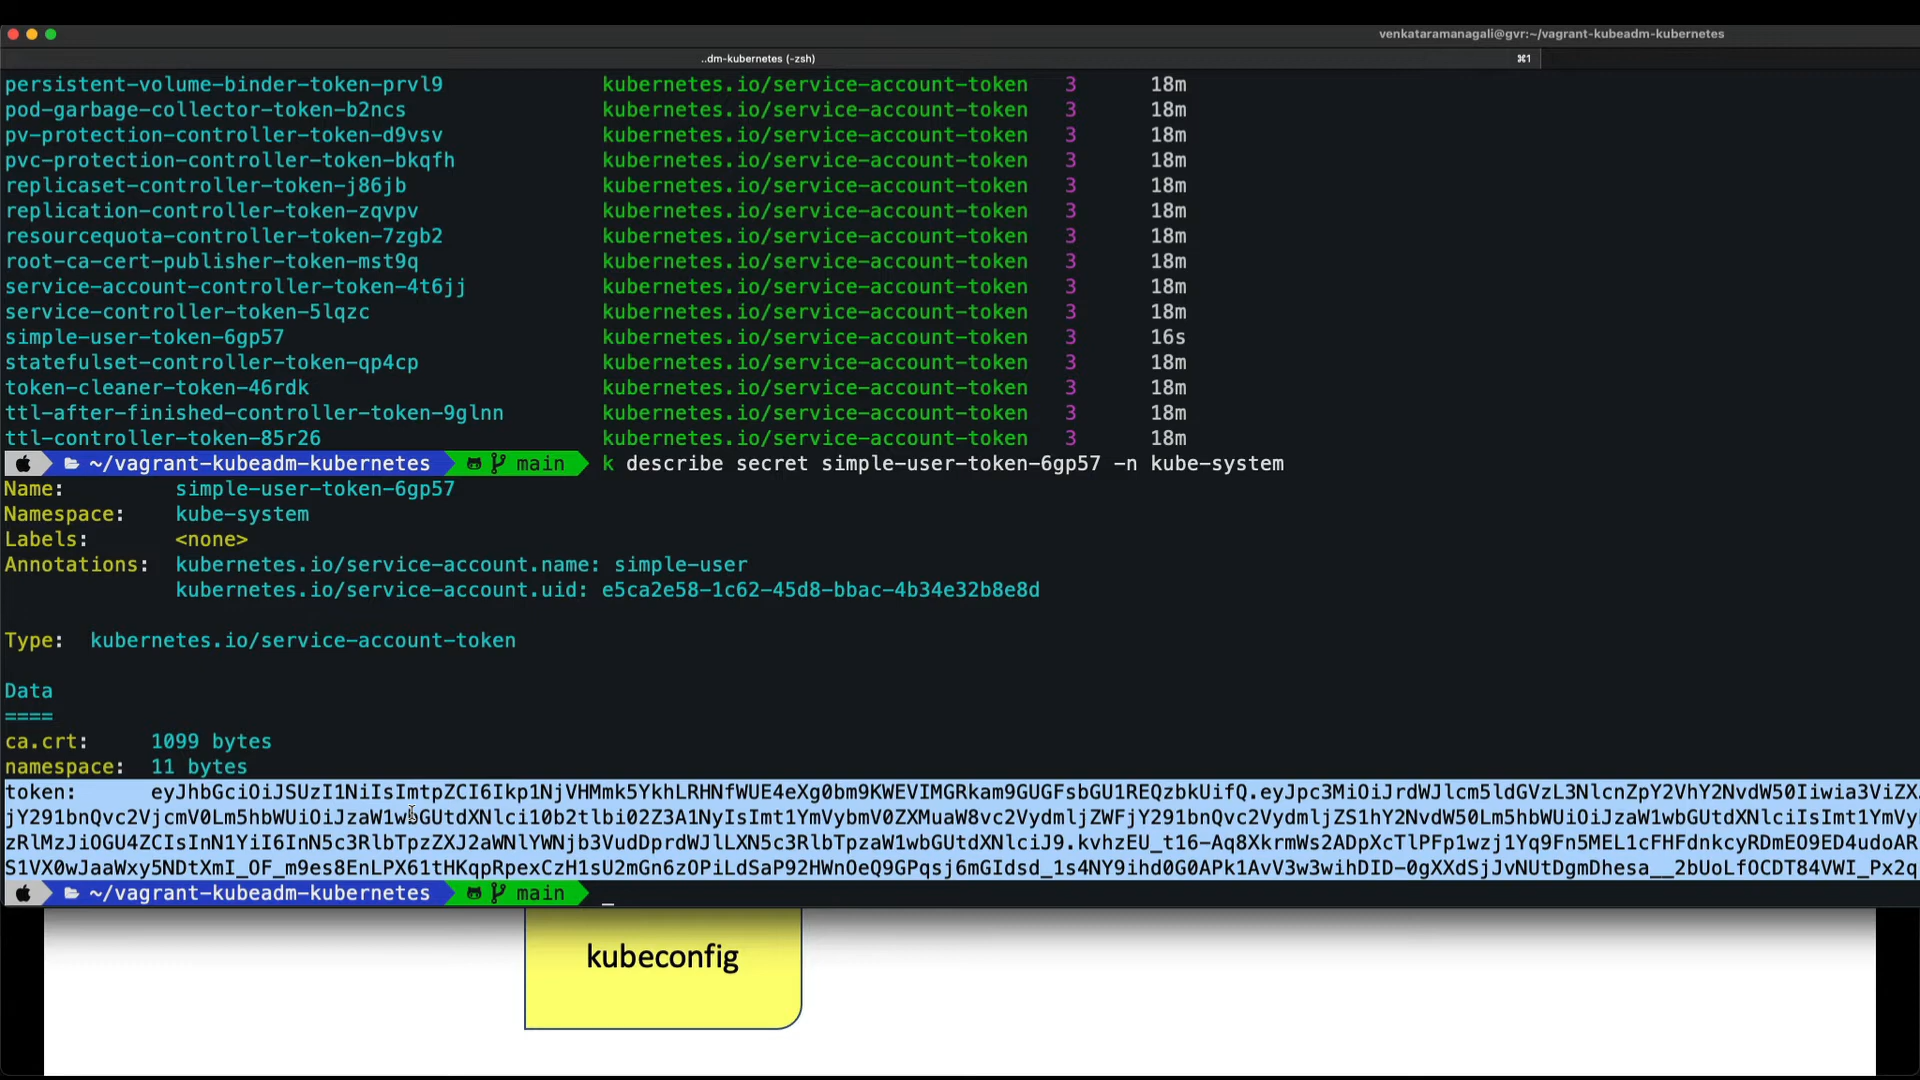 venkataramanagali@gvr:~/vagrant-kubeadm-kubernetes
..dm-kubernetes (-zsh) ⌘1
persistent-volume-binder-token-prvl9 kubernetes.io/service-account-token 3 18m
pod-garbage-collector-token-b2ncs kubernetes.io/service-account-token 3 18m
pv-protection-controller-token-d9vsv kubernetes.io/service-account-token 3 18m
pvc-protection-controller-token-bkqfh kubernetes.io/service-account-token 3 18m
replicaset-controller-token-j86jb kubernetes.io/service-account-token 3 18m
replication-controller-token-zqvpv kubernetes.io/service-account-token 3 18m
resourcequota-controller-token-7zgb2 kubernetes.io/service-account-token 3 18m
root-ca-cert-publisher-token-mst9q kubernetes.io/service-account-token 3 18m
service-account-controller-token-4t6jj kubernetes.io/service-account-token 3 18m
service-controller-token-5lqzc kubernetes.io/service-account-token 3 18m
simple-user-token-6gp57 kubernetes.io/service-account-token 3 16s
statefulset-controller-token-qp4cp kubernetes.io/service-account-token 3 18m
token-cleaner-token-46rdk kubernetes.io/service-account-token 3 18m
ttl-after-finished-controller-token-9glnn kubernetes.io/service-account-token 3 18m
ttl-controller-token-85r26 kubernetes.io/service-account-token 3 18m
~/vagrant-kubeadm-kubernetes main k describe secret simple-user-token-6gp57 -n kube-system
Name: simple-user-token-6gp57
Namespace: kube-system
Labels: <none>
Annotations: kubernetes.io/service-account.name: simple-user
kubernetes.io/service-account.uid: e5ca2e58-1c62-45d8-bbac-4b34e32b8e8d
Type: kubernetes.io/service-account-token
Data
====
ca.crt: 1099 bytes
namespace: 11 bytes
token:
~/vagrant-kubeadm-kubernetes main _
kubeconfig